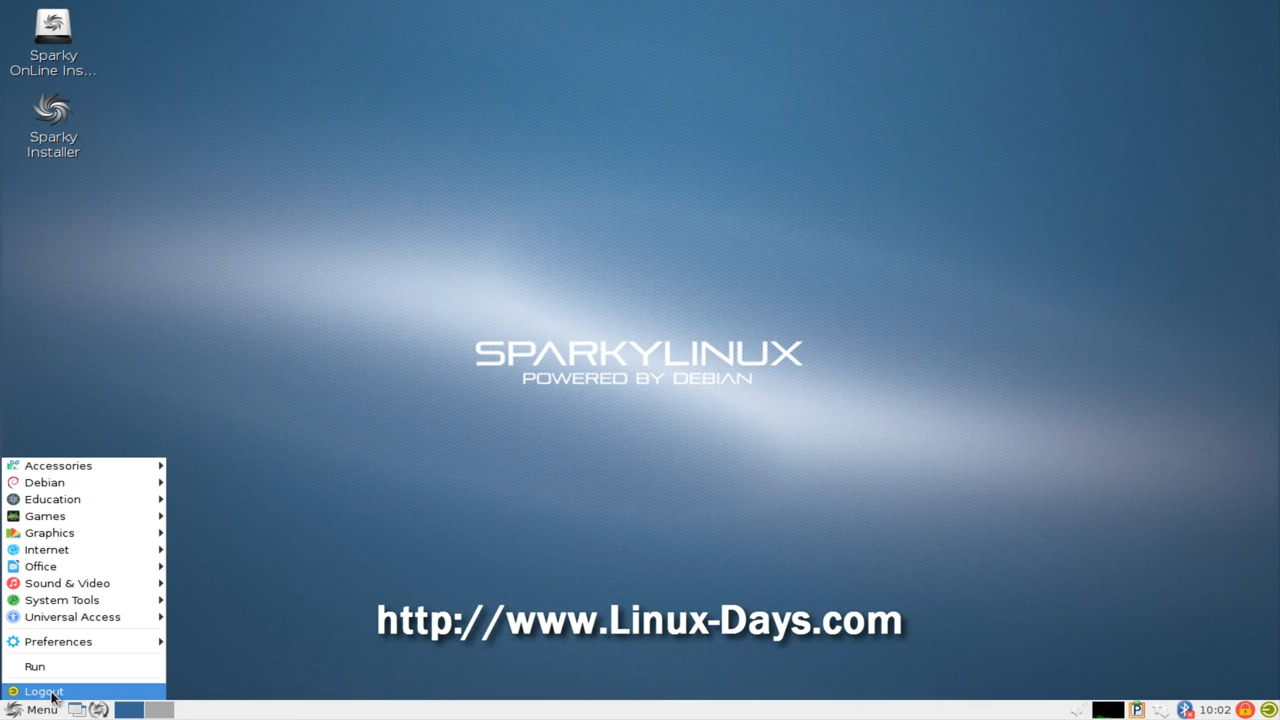 Sparky
OnLine Ins...
Sparky
Installer
SPARKYLINUX
POWERED BY DEBIAN
Accessories
Debian
Education
Games
Graphics
Internet
Office
Sound & Video
System Tools
Universal Access
Preferences
Run
Logout
http://www.Linux-Days.com
Menu
P
10:02